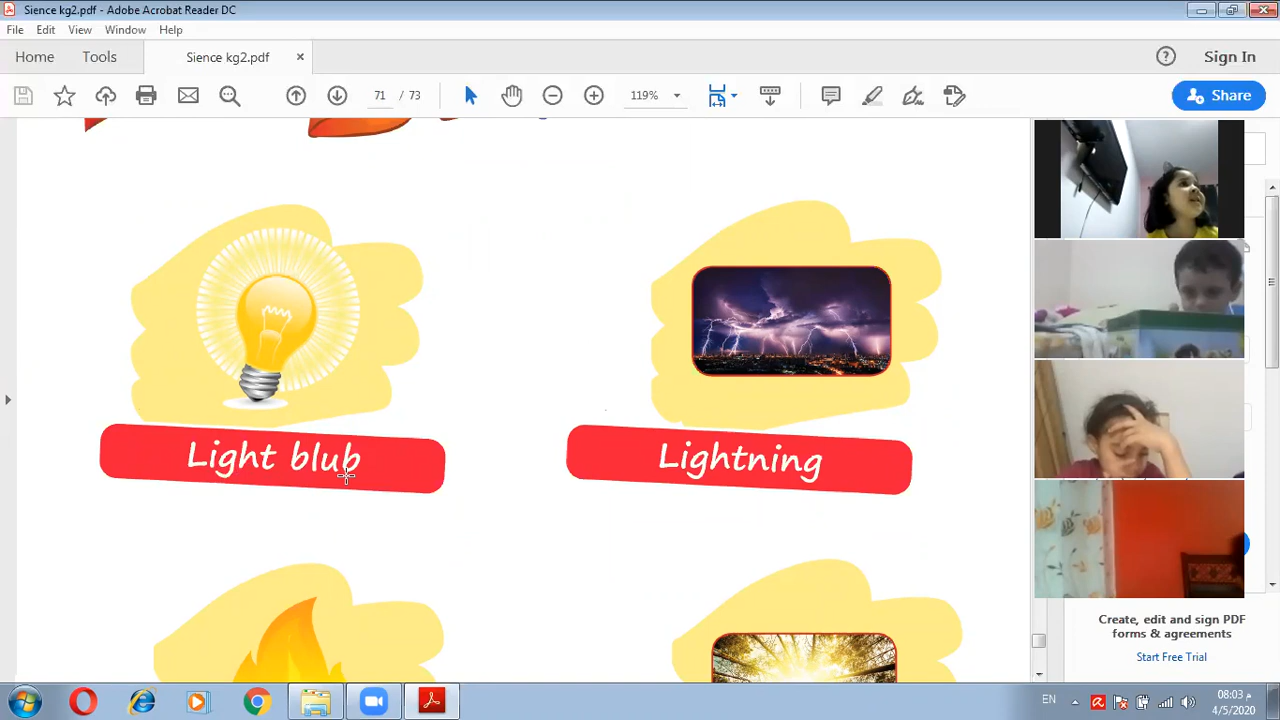 Sience kg2.pdf - Adobe Acrobat Reader DC
File Edit View Window Help
Home Tools Sience kg2.pdf × Sign In
71 / 73 119% Share
Light blub Lightning
Create, edit and sign PDF
forms & agreements
Start Free Trial
EN 08:03 م
4/5/2020